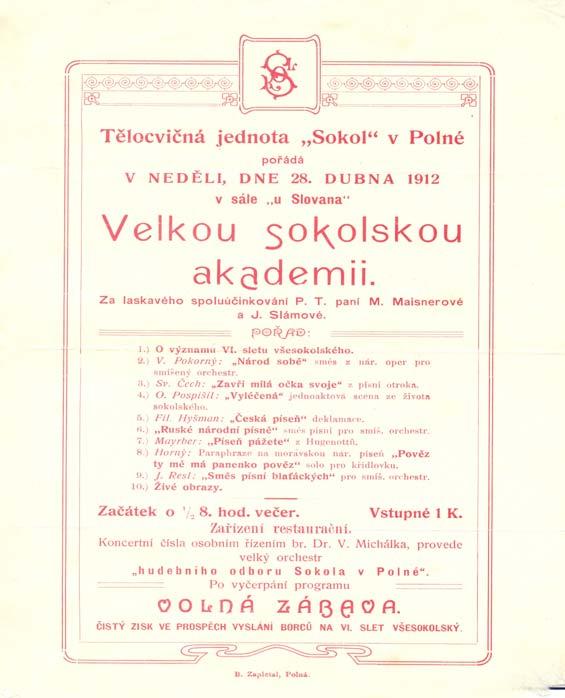 Tělocvičná jednota „Sokol“ v Polné
pořádá
V NEDĚLI, DNE 28. DUBNA 1912
v sále „u Slovana“
Velkou sokolskou
akademii.
Za laskavého spoluúčinkování P. T. paní M. Maisnerové
a J. Slámové.
POŘAD:
1.) O významu VI. sletu všesokolského.
2.) V. Pokorný: „Národ sobě“ směs z nár. oper pro
smíšený orchestr.
3.) Sv. Čech: „Zavři milá očka svoje“ z písní otroka.
4.) O. Pospíšil: „Vyléčená“ jednoaktová scena ze života
sokolského.
5.) Fil. Hyšman: „Česká píseň“ deklamace.
6.) „Ruské národní písně“ směs písní pro smíš. orchestr.
7.) Mayrber: „Píseň pážete“ z Hugenottů.
8.) Horný: Paraphraze na moravskou nár. píseň „Pověz
ty mě má panenko pověz“ solo pro křídlovku.
9.) J. Resl: „Směs písní blaťáckých“ pro smíš. orchestr.
10.) Živé obrazy.
Začátek o ½ 8. hod. večer. Vstupné 1 K.
Zařízení restaurační.
Koncertní čísla osobním řízením br. Dr. V. Michálka, provede
velký orchestr
„hudebního odboru Sokola v Polné“.
Po vyčerpání programu
VOLNÁ ZÁBAVA.
ČISTÝ ZISK VE PROSPĚCH VYSLÁNÍ BORCŮ NA VI. SLET VŠESOKOLSKÝ.
B. Zapletal, Polná.